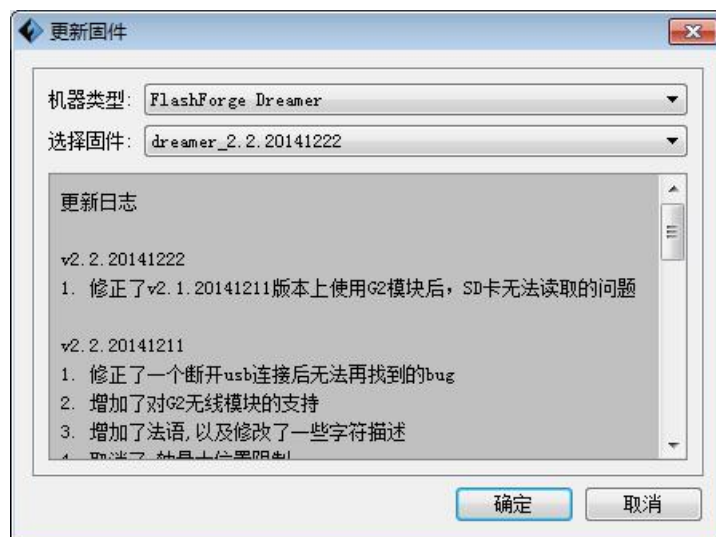 更新固件
机器类型: FlashForge Dreamer
选择固件: dreamer_2.2.20141222
更新日志
v2.2.20141222
1. 修正了v2.1.20141211版本上使用G2模块后，SD卡无法读取的问题
v2.2.20141211
1. 修正了一个断开usb连接后无法再找到的bug
2. 增加了对G2无线模块的支持
3. 增加了法语,以及修改了一些字符描述
确定 取消